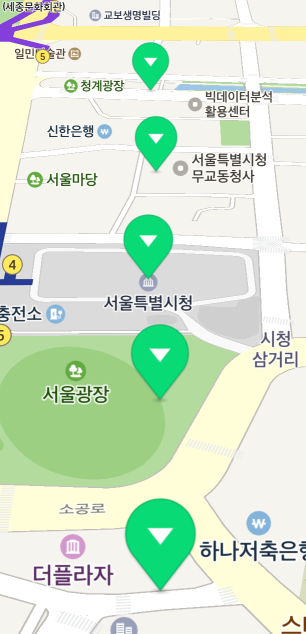 (세종문화회관)
교보생명빌딩
일민미술관
5
청계광장
빅데이터분석
활용센터
신한은행
서울특별시청
무교동청사
서울마당
4
서울특별시청
충전소
5
시청
삼거리
서울광장
소공로
하나저축은행
더플라자